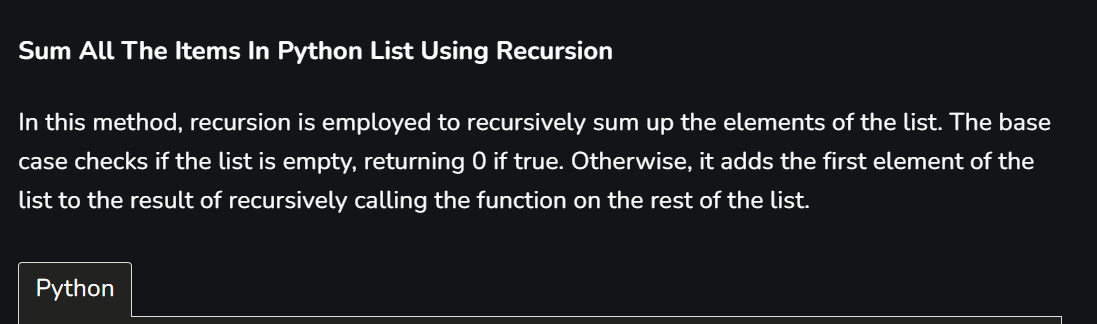 Sum All The Items In Python List Using Recursion
In this method, recursion is employed to recursively sum up the elements of the list. The base
case checks if the list is empty, returning 0 if true. Otherwise, it adds the first element of the
list to the result of recursively calling the function on the rest of the list.
Python